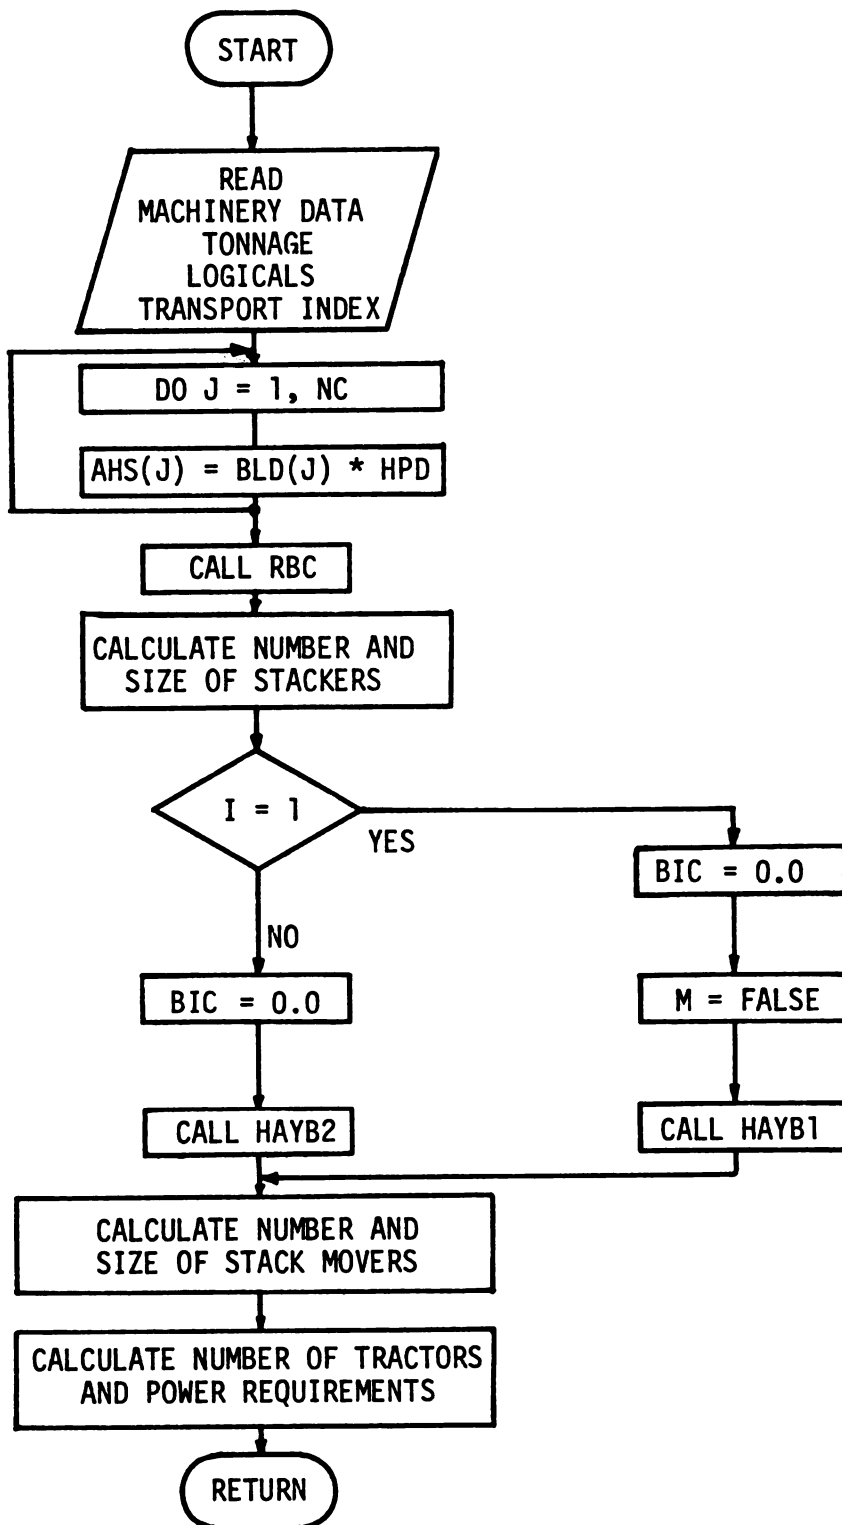 START
READ
MACHINERY DATA
TONNAGE
LOGICALS
TRANSPORT INDEX
DO J = 1, NC
AHS(J) = BLD(J) * HPD
CALL RBC
CALCULATE NUMBER AND
SIZE OF STACKERS
I = 1
YES
BIC = 0.0
NO
BIC = 0.0
M = FALSE
CALL HAYB2
CALL HAYB1
CALCULATE NUMBER AND
SIZE OF STACK MOVERS
CALCULATE NUMBER OF TRACTORS
AND POWER REQUIREMENTS
RETURN